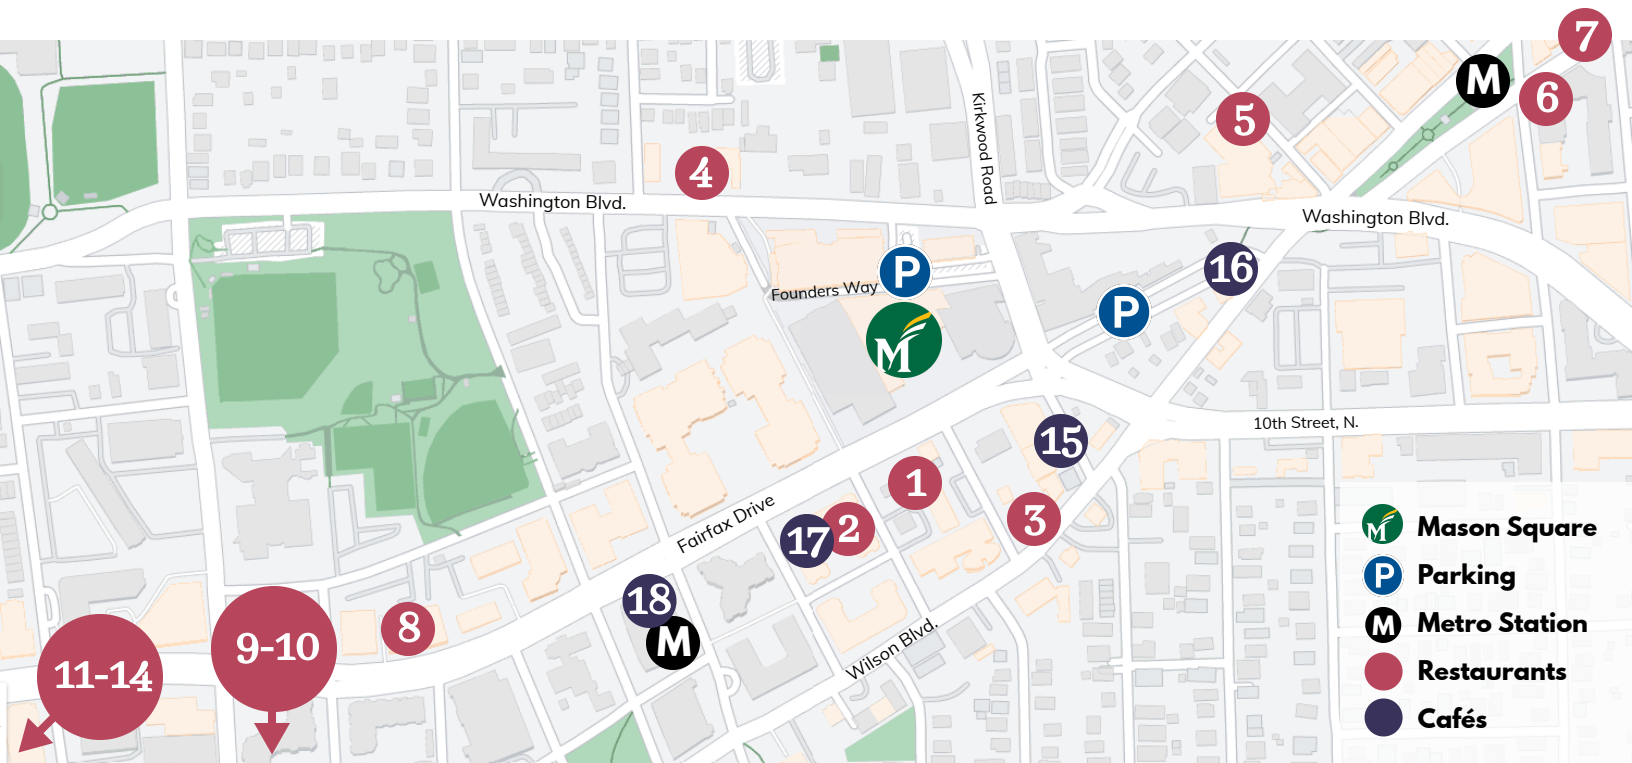 7
M
6
5
Kirkwood Road
4
Washington Blvd.
Washington Blvd.
P
16
Founders Way
P
M
10th Street, N.
15
1
3
Fairfax Drive
17
2
18
M
8
9-10
11-14
Wilson Blvd.
M Mason Square
P Parking
M Metro Station
Restaurants
Cafés